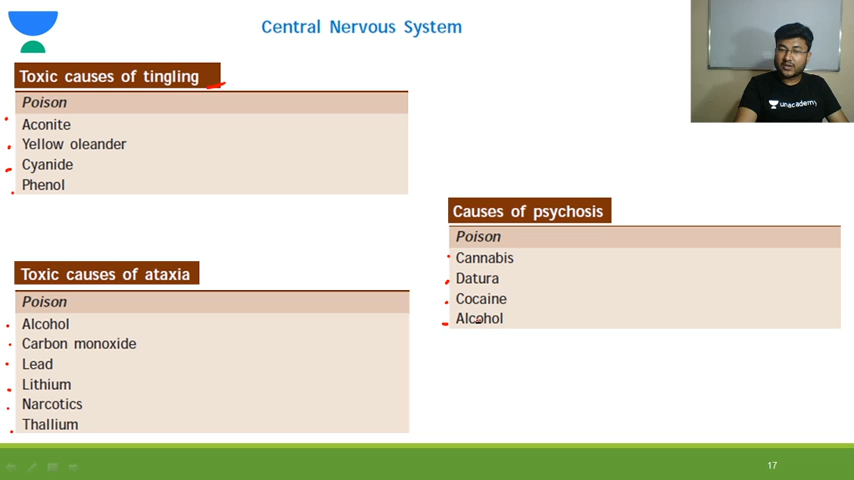 Central Nervous System
Toxic causes of tingling
Poison
Aconite
Yellow oleander
Cyanide
Phenol
Toxic causes of ataxia
Poison
Alcohol
Carbon monoxide
Lead
Lithium
Narcotics
Thallium
Causes of psychosis
Poison
Cannabis
Datura
Cocaine
Alcohol
unacademy
17